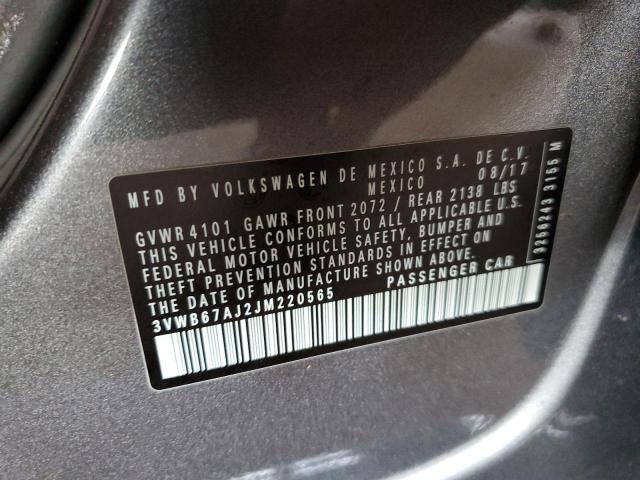 MFD BY VOLKSWAGEN DE MEXICO S.A. DE C.V.
MEXICO 08/17
GVWR 4101 GAWR FRONT 2072 / REAR 2138 LBS
THIS VEHICLE CONFORMS TO ALL APPLICABLE U.S.
FEDERAL MOTOR VEHICLE SAFETY, BUMPER AND
THEFT PREVENTION STANDARDS IN EFFECT ON
THE DATE OF MANUFACTURE SHOWN ABOVE.
3VWB67AJ2JM220565 PASSENGER CAR
3256243 3156 M